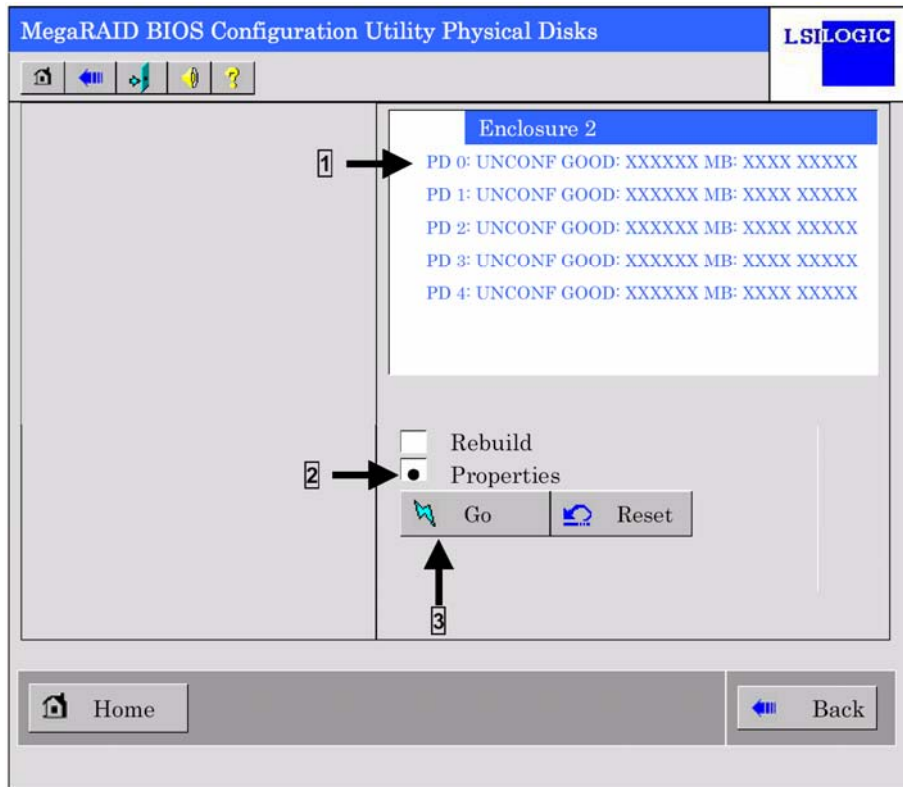 MegaRAID BIOS Configuration Utility Physical Disks
LSILOGIC
Enclosure 2
1
PD 0: UNCONF GOOD: XXXXXX MB: XXXX XXXXX
PD 1: UNCONF GOOD: XXXXXX MB: XXXX XXXXX
PD 2: UNCONF GOOD: XXXXXX MB: XXXX XXXXX
PD 3: UNCONF GOOD: XXXXXX MB: XXXX XXXXX
PD 4: UNCONF GOOD: XXXXXX MB: XXXX XXXXX
Rebuild
2
Properties
Go
Reset
3
Home
Back